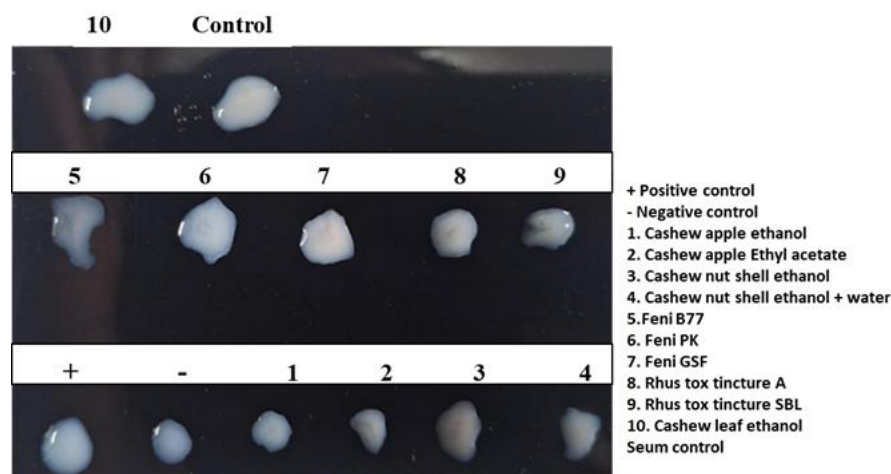 10 Control
5 6 7 8 9
+ - 1 2 3 4
+ Positive control
- Negative control
1. Cashew apple ethanol
2. Cashew apple Ethyl acetate
3. Cashew nut shell ethanol
4. Cashew nut shell ethanol + water
5.Feni B77
6. Feni PK
7. Feni GSF
8. Rhus tox tincture A
9. Rhus tox tincture SBL
10. Cashew leaf ethanol
Seum control